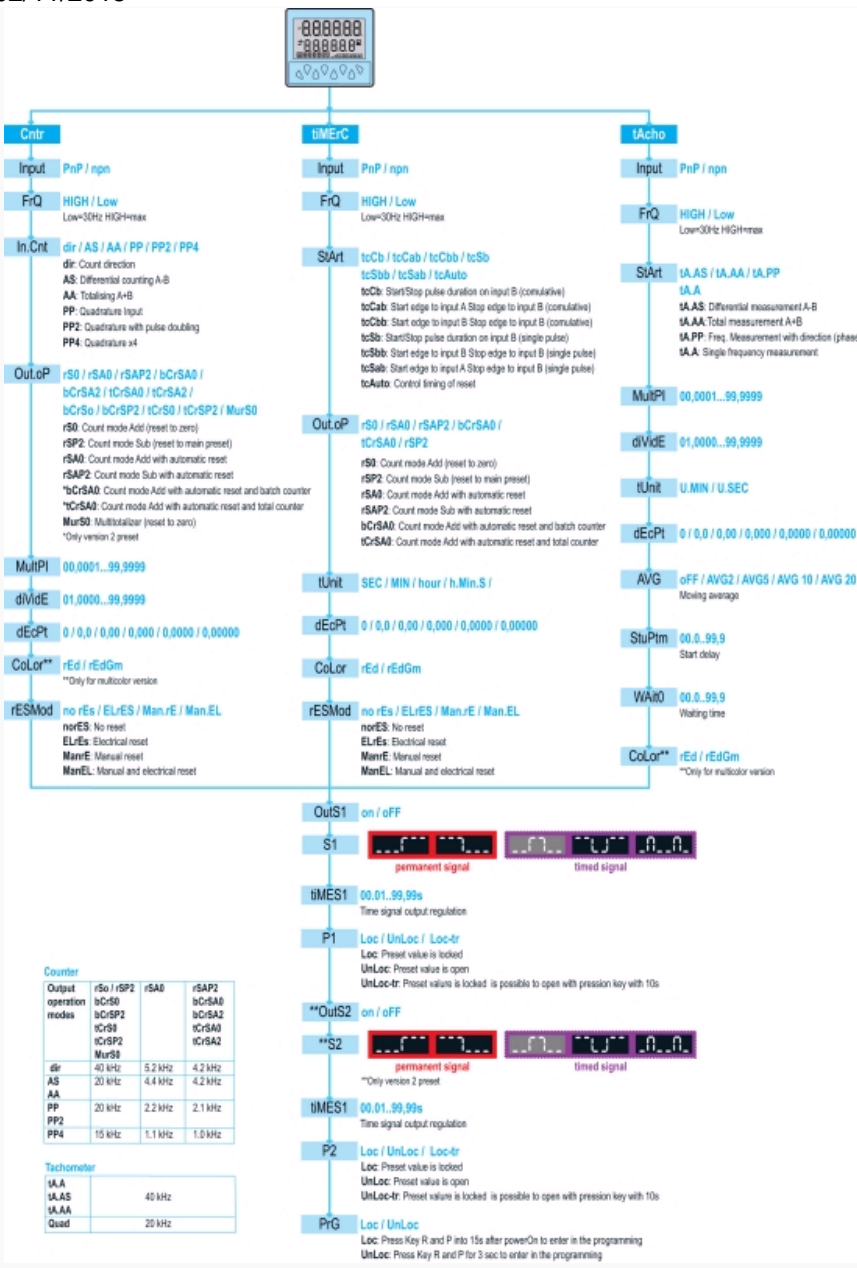 -888888
Cntr
Input PnP / npn
FrQ HIGH / Low
Low=30Hz HIGH=max
In.Cnt dir / AS / AA / PP / PP2 / PP4
dir: Count direction
AS: Differential counting A-B
AA: Totalising A+B
PP: Quadrature Input
PP2: Quadrature with pulse doubling
PP4: Quadrature x4
Out.oP rS0 / rSA0 / rSAP2 / bCrSA0 /
bCrSA2 / tCrSA0 / tCrSA2 /
bCrSo / bCrSP2 / tCrS0 / tCrSP2 / MurS0
rS0: Count mode Add (reset to zero)
rSP2: Count mode Sub (reset to main preset)
rSA0: Count mode Add with automatic reset
rSAP2: Count mode Sub with automatic reset
*bCrSA0: Count mode Add with automatic reset and batch counter
*tCrSA0: Count mode Add with automatic reset and total counter
MurS0: Multitotalizer (reset to zero)
*Only version 2 preset
MultPl 00,0001...99,9999
diVidE 01,0000...99,9999
dEcPt 0 / 0,0 / 0,00 / 0,000 / 0,0000 / 0,00000
CoLor** rEd / rEdGrn
**Only for multicolor version
rESMod no rEs / ELrES / Man.rE / Man.EL
norES: No reset
ELrEs: Electrical reset
ManrE: Manual reset
ManEL: Manual and electrical reset
tiMErC
Input PnP / npn
FrQ HIGH / Low
Low=30Hz HIGH=max
StArt tcCb / tcCab / tcCbb / tcSb
tcSbb / tcSab / tcAuto
tcCb: Start/Stop pulse duration on input B (comulative)
tcCab: Start edge to input A Stop edge to input B (comulative)
tcCbb: Start edge to input B Stop edge to input B (comulative)
tcSb: Start/Stop pulse duration on input B (single pulse)
tcSbb: Start edge to input B Stop edge to input B (single pulse)
tcSab: Start edge to input A Stop edge to input B (single pulse)
tcAuto: Control timing of reset
Out.oP rS0 / rSA0 / rSAP2 / bCrSA0 /
tCrSA0 / rSP2
rS0: Count mode Add (reset to zero)
rSP2: Count mode Sub (reset to main preset)
rSA0: Count mode Add with automatic reset
rSAP2: Count mode Sub with automatic reset
bCrSA0: Count mode Add with automatic reset and batch counter
tCrSA0: Count mode Add with automatic reset and total counter
tUnit SEC / MIN / hour / h.Min.S /
dEcPt 0 / 0,0 / 0,00 / 0,000 / 0,0000 / 0,00000
CoLor rEd / rEdGrn
rESMod no rEs / ELrES / Man.rE / Man.EL
norES: No reset
ELrEs: Electrical reset
ManrE: Manual reset
ManEL: Manual and electrical reset
tAcho
Input PnP / npn
FrQ HIGH / Low
Low=30Hz HIGH=max
StArt tA.AS / tA.AA / tA.PP
tA.A
tA.AS: Differential measurement A-B
tA.AA: Total measurement A+B
tA.PP: Freq. Measurement with direction (phase
tA.A: Single frequency measurement
MultPl 00,0001...99,9999
diVidE 01,0000...99,9999
tUnit U.MIN / U.SEC
dEcPt 0 / 0,0 / 0,00 / 0,000 / 0,0000 / 0,00000
AVG oFF / AVG2 / AVG5 / AVG 10 / AVG 20
Moving average
StuPtm 00.0..99,9
Start delay
WAit0 00.0..99,9
Waiting time
CoLor** rEd / rEdGrn
**Only for multicolor version
OutS1 on / oFF
S1
permanent signal timed signal
tiMES1 00.01..99,99s
Time signal output regulation
P1 Loc / UnLoc / Loc-tr
Loc: Preset value is locked
UnLoc: Preset value is open
UnLoc-tr: Preset valure is locked is possible to open with pression key with 10s
**OutS2 on / oFF
**S2
permanent signal timed signal
**Only version 2 preset
tiMES1 00.01..99,99s
Time signal output regulation
P2 Loc / UnLoc / Loc-tr
Loc: Preset value is locked
UnLoc: Preset value is open
UnLoc-tr: Preset valure is locked is possible to open with pression key with 10s
PrG Loc / UnLoc
Loc: Press Key R and P into 15s after powerOn to enter in the programming
UnLoc: Press Key R and P for 3 sec to enter in the programming
Counter
Output rSo / rSP2 rSA0 rSAP2
operation bCrS0 bCrSA0
modes bCrSP2 bCrSA2
tCrS0 tCrSA0
tCrSP2 tCrSA2
MurS0
dir 40 kHz 5.2 kHz 4.2 kHz
AS 20 kHz 4.4 kHz 4.2 kHz
AA
PP 20 kHz 2.2 kHz 2.1 kHz
PP2
PP4 15 kHz 1.1 kHz 1.0 kHz
Tachometer
tA.A
tA.AS 40 kHz
tA.AA
Quad 20 kHz